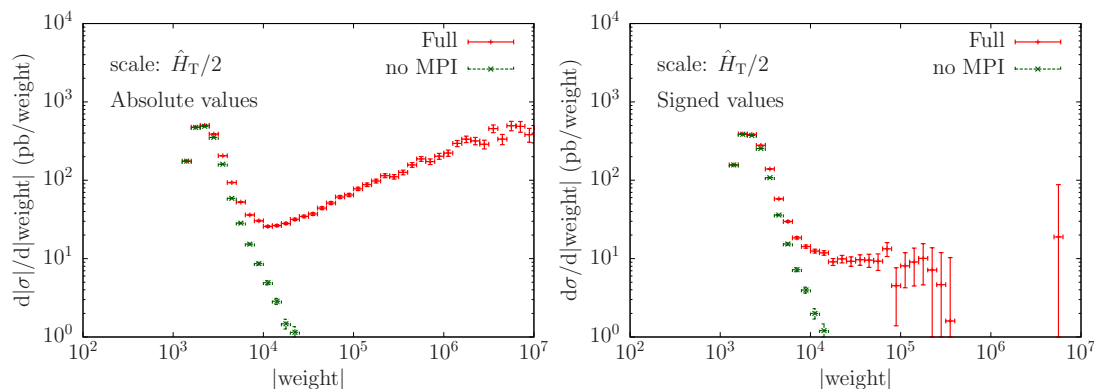 10^4
10^3
10^2
10^1
10^0
10^2 10^3 10^4 10^5 10^6 10^7
d|σ|/d|weight| (pb/weight)
|weight|
scale: Ĥ_T/2
Absolute values
Full
no MPI
10^4
10^3
10^2
10^1
10^0
10^2 10^3 10^4 10^5 10^6 10^7
dσ/d|weight| (pb/weight)
|weight|
scale: Ĥ_T/2
Signed values
Full
no MPI